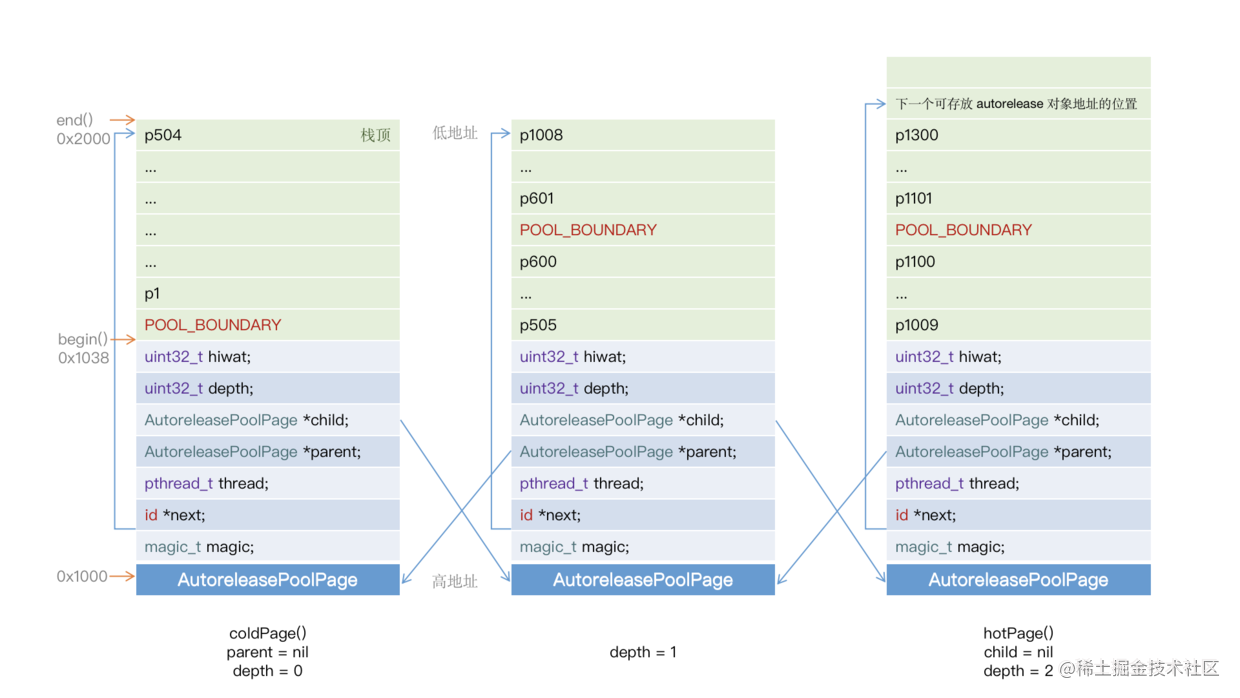 end()
0x2000
p504 栈顶
...
...
...
...
p1
POOL_BOUNDARY
begin()
0x1038
uint32_t hiwat;
uint32_t depth;
AutoreleasePoolPage *child;
AutoreleasePoolPage *parent;
pthread_t thread;
id *next;
magic_t magic;
0x1000
AutoreleasePoolPage
coldPage()
parent = nil
depth = 0
低地址
高地址
p1008
...
p601
POOL_BOUNDARY
p600
...
p505
uint32_t hiwat;
uint32_t depth;
AutoreleasePoolPage *child;
AutoreleasePoolPage *parent;
pthread_t thread;
id *next;
magic_t magic;
AutoreleasePoolPage
depth = 1
下一个可存放 autorelease 对象地址的位置
p1300
...
p1101
POOL_BOUNDARY
p1100
...
p1009
uint32_t hiwat;
uint32_t depth;
AutoreleasePoolPage *child;
AutoreleasePoolPage *parent;
pthread_t thread;
id *next;
magic_t magic;
AutoreleasePoolPage
hotPage()
child = nil
depth = 2
@稀土掘金技术社区